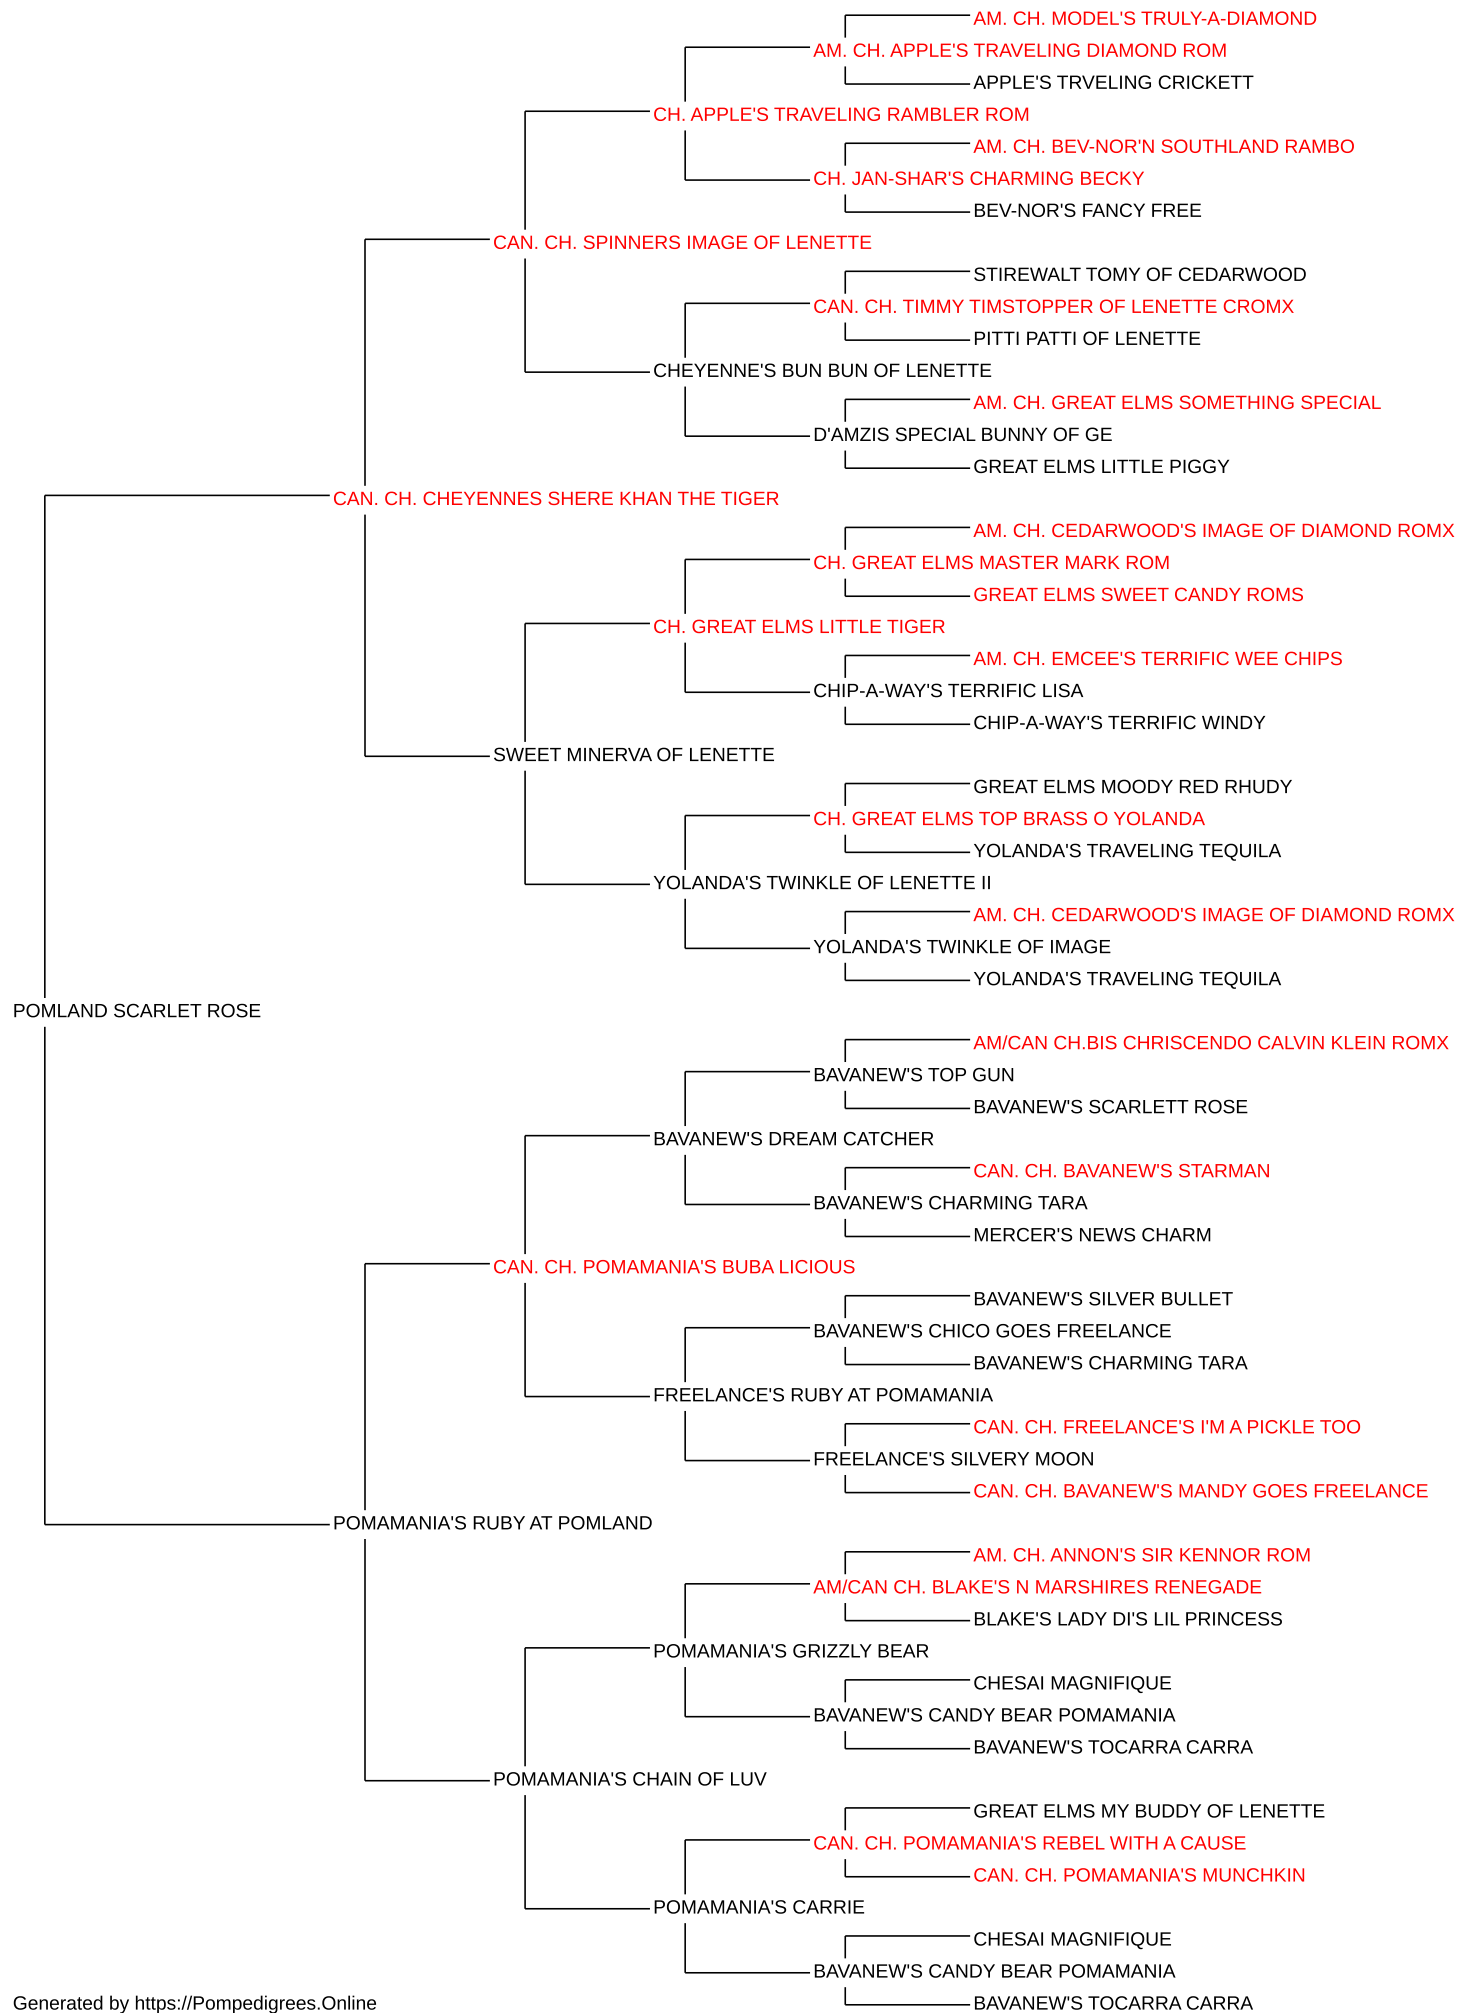 AM. CH. MODEL'S TRULY-A-DIAMOND
AM. CH. APPLE'S TRAVELING DIAMOND ROM
APPLE'S TRVELING CRICKETT
CH. APPLE'S TRAVELING RAMBLER ROM
AM. CH. BEV-NOR'N SOUTHLAND RAMBO
CH. JAN-SHAR'S CHARMING BECKY
BEV-NOR'S FANCY FREE
CAN. CH. SPINNERS IMAGE OF LENETTE
STIREWALT TOMY OF CEDARWOOD
CAN. CH. TIMMY TIMSTOPPER OF LENETTE CROMX
PITTI PATTI OF LENETTE
CHEYENNE'S BUN BUN OF LENETTE
AM. CH. GREAT ELMS SOMETHING SPECIAL
D'AMZIS SPECIAL BUNNY OF GE
GREAT ELMS LITTLE PIGGY
CAN. CH. CHEYENNES SHERE KHAN THE TIGER
AM. CH. CEDARWOOD'S IMAGE OF DIAMOND ROMX
CH. GREAT ELMS MASTER MARK ROM
GREAT ELMS SWEET CANDY ROMS
CH. GREAT ELMS LITTLE TIGER
AM. CH. EMCEE'S TERRIFIC WEE CHIPS
CHIP-A-WAY'S TERRIFIC LISA
CHIP-A-WAY'S TERRIFIC WINDY
SWEET MINERVA OF LENETTE
GREAT ELMS MOODY RED RHUDY
CH. GREAT ELMS TOP BRASS O YOLANDA
YOLANDA'S TRAVELING TEQUILA
YOLANDA'S TWINKLE OF LENETTE II
AM. CH. CEDARWOOD'S IMAGE OF DIAMOND ROMX
YOLANDA'S TWINKLE OF IMAGE
YOLANDA'S TRAVELING TEQUILA
POMLAND SCARLET ROSE
AM/CAN CH.BIS CHRISCENDO CALVIN KLEIN ROMX
BAVANEW'S TOP GUN
BAVANEW'S SCARLETT ROSE
BAVANEW'S DREAM CATCHER
CAN. CH. BAVANEW'S STARMAN
BAVANEW'S CHARMING TARA
MERCER'S NEWS CHARM
CAN. CH. POMAMANIA'S BUBA LICIOUS
BAVANEW'S SILVER BULLET
BAVANEW'S CHICO GOES FREELANCE
BAVANEW'S CHARMING TARA
FREELANCE'S RUBY AT POMAMANIA
CAN. CH. FREELANCE'S I'M A PICKLE TOO
FREELANCE'S SILVERY MOON
CAN. CH. BAVANEW'S MANDY GOES FREELANCE
POMAMANIA'S RUBY AT POMLAND
AM. CH. ANNON'S SIR KENNOR ROM
AM/CAN CH. BLAKE'S N MARSHIRES RENEGADE
BLAKE'S LADY DI'S LIL PRINCESS
POMAMANIA'S GRIZZLY BEAR
CHESAI MAGNIFIQUE
BAVANEW'S CANDY BEAR POMAMANIA
BAVANEW'S TOCARRA CARRA
POMAMANIA'S CHAIN OF LUV
GREAT ELMS MY BUDDY OF LENETTE
CAN. CH. POMAMANIA'S REBEL WITH A CAUSE
CAN. CH. POMAMANIA'S MUNCHKIN
POMAMANIA'S CARRIE
CHESAI MAGNIFIQUE
BAVANEW'S CANDY BEAR POMAMANIA
BAVANEW'S TOCARRA CARRA
Generated by https://Pompedigrees.Online